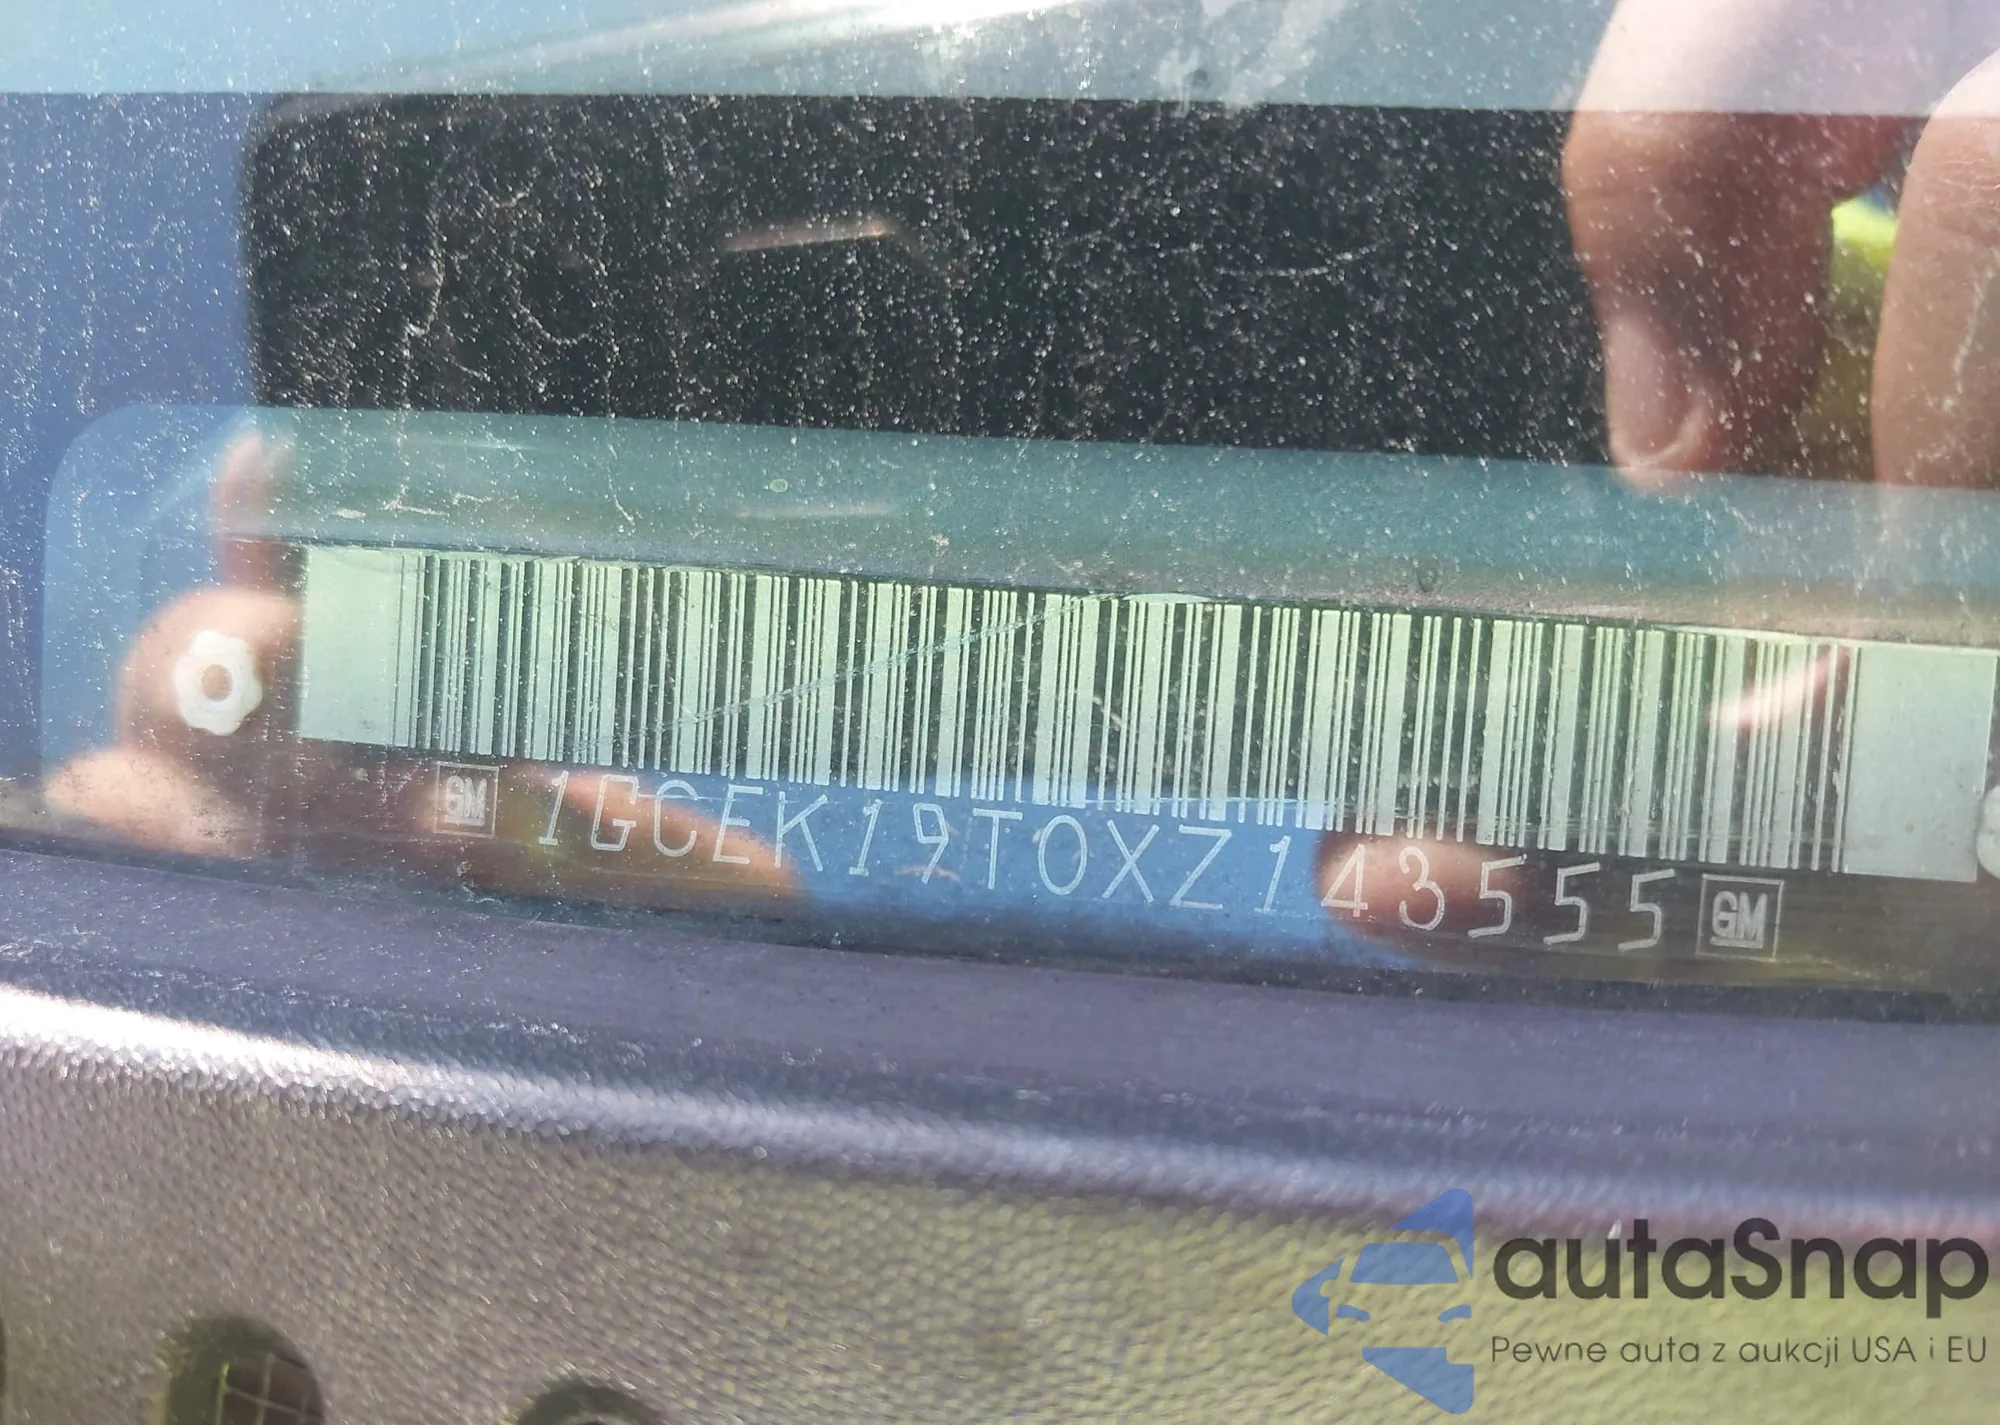 GM 1GCEK19T0XZ143555 GM
autaSnap
Pewne auta z aukcji USA i EU